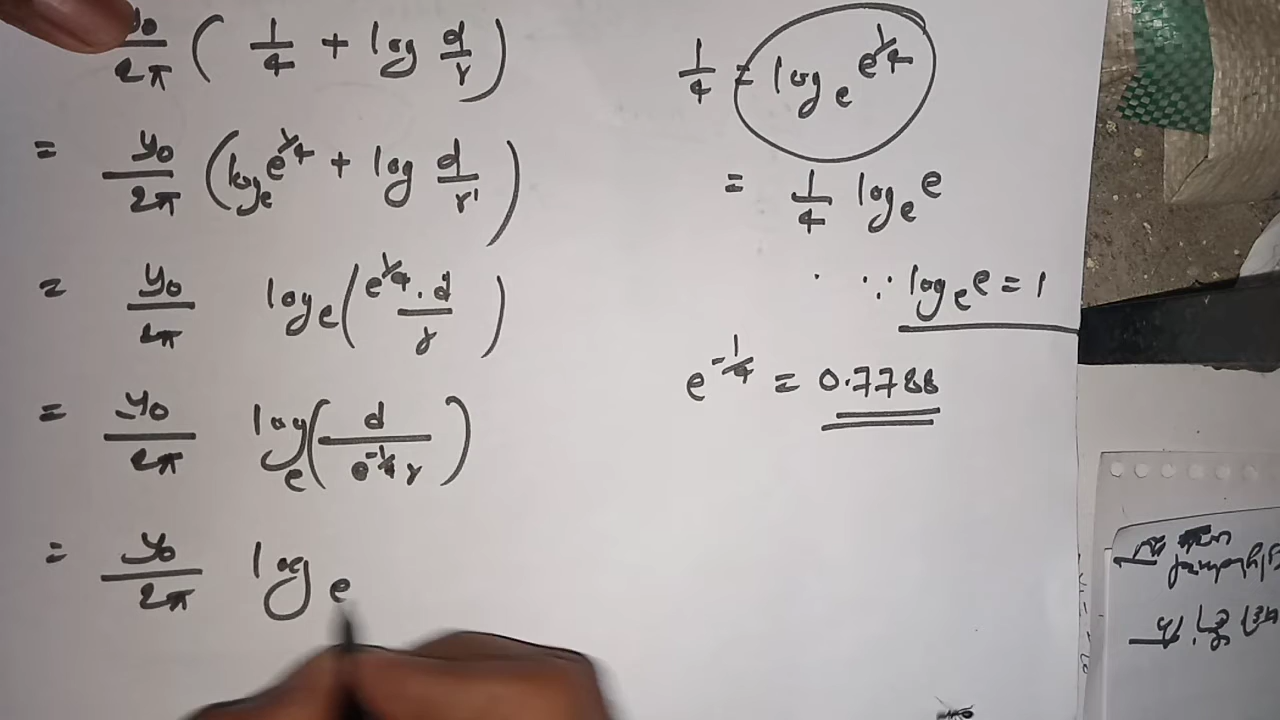 y₀/2π ( 1/4 + log d/r )
= y₀/2π ( logₑ e^1/4 + log d/r' )
= y₀/2π logₑ ( e^1/4 · d / r )
= y₀/2π logₑ ( d / e^-1/4 r )
= y₀/2π log e
1/4 = logₑ e^1/4
= 1/4 logₑ e
∵ logₑ e = 1
e^-1/4 = 0.7788